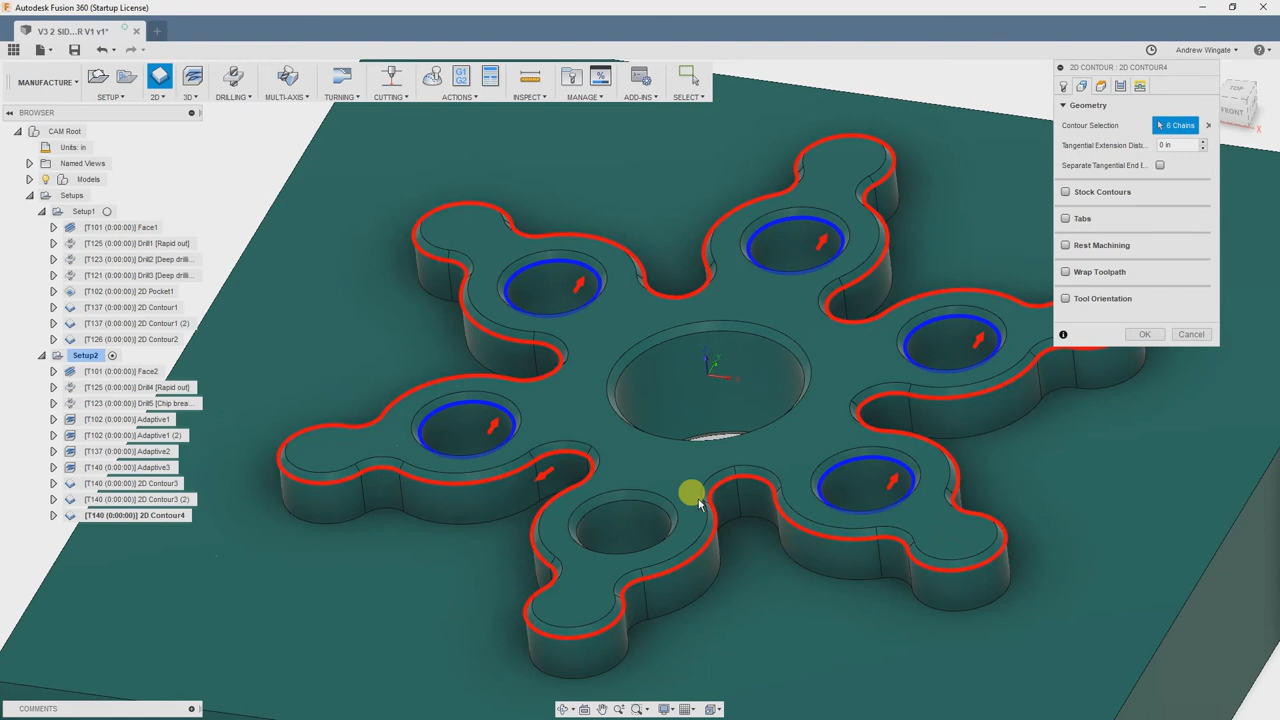 Autodesk Fusion 360 (Startup License)
V3 2 SID...R V1 v1*
Andrew Wingate
MANUFACTURE
SETUP
2D
3D
DRILLING
MULTI-AXIS
TURNING
CUTTING
ACTIONS
INSPECT
MANAGE
ADD-INS
SELECT
G1
G2
BROWSER
CAM Root
Units: in
Named Views
Models
Setups
Setup1
[T101 (0:00:00)] Face1
[T125 (0:00:00)] Drill1 [Rapid out]
[T123 (0:00:00)] Drill2 [Deep drilli...
[T121 (0:00:00)] Drill3 [Deep drilli...
[T102 (0:00:00)] 2D Pocket1
[T137 (0:00:00)] 2D Contour1
[T137 (0:00:00)] 2D Contour1 (2)
[T126 (0:00:00)] 2D Contour2
Setup2
[T101 (0:00:00)] Face2
[T125 (0:00:00)] Drill4 [Rapid out]
[T123 (0:00:00)] Drill5 [Chip brea...
[T102 (0:00:00)] Adaptive1
[T102 (0:00:00)] Adaptive1 (2)
[T137 (0:00:00)] Adaptive2
[T140 (0:00:00)] Adaptive3
[T140 (0:00:00)] 2D Contour3
[T140 (0:00:00)] 2D Contour3 (2)
[T140 (0:00:00)] 2D Contour4
2D CONTOUR : 2D CONTOUR4
Geometry
Contour Selection 6 Chains
Tangential Extension Dista... 0 in
Separate Tangential End E...
Stock Contours
Tabs
Rest Machining
Wrap Toolpath
Tool Orientation
OK Cancel
TOP
FRONT
X
COMMENTS